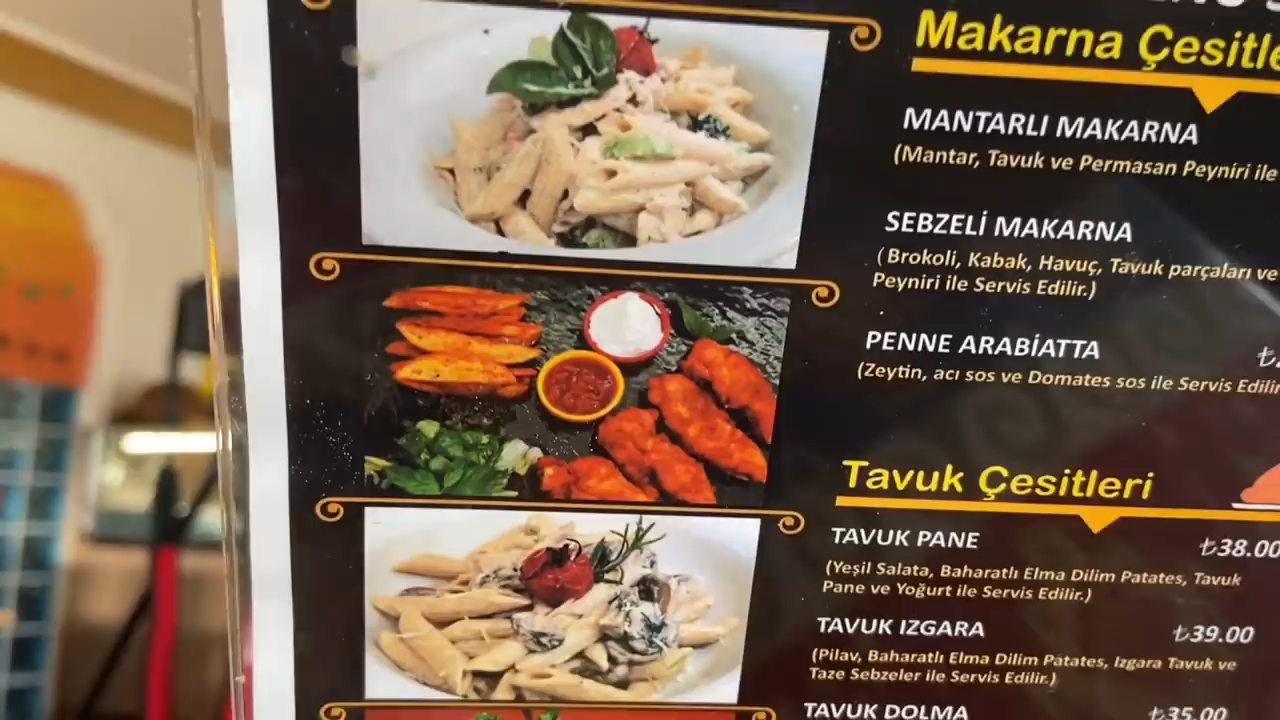 Makarna Çesitle
MANTARLI MAKARNA
(Mantar, Tavuk ve Permasan Peyniri ile
SEBZELİ MAKARNA
(Brokoli, Kabak, Havuç, Tavuk parçaları ve
Peyniri ile Servis Edilir.)
PENNE ARABİATTA
₺
(Zeytin, acı sos ve Domates sos ile Servis Edilir
Tavuk Çesitleri
TAVUK PANE ₺38.00
(Yeşil Salata, Baharatlı Elma Dilim Patates, Tavuk
Pane ve Yoğurt ile Servis Edilir.)
TAVUK IZGARA ₺39.00
(Pilav, Baharatlı Elma Dilim Patates, Izgara Tavuk ve
Taze Sebzeler ile Servis Edilir.)
TAVUK DOLMA ₺35.00